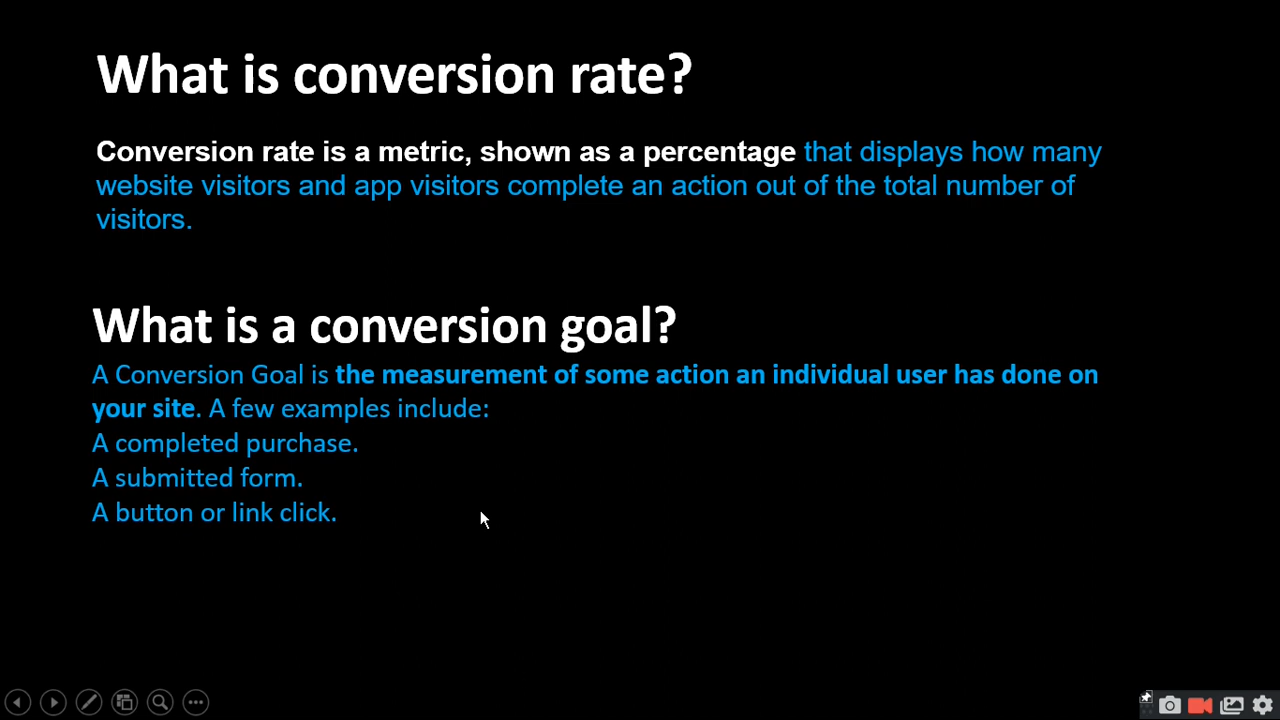 What is conversion rate?
Conversion rate is a metric, shown as a percentage that displays how many
website visitors and app visitors complete an action out of the total number of
visitors.
What is a conversion goal?
A Conversion Goal is the measurement of some action an individual user has done on
your site. A few examples include:
A completed purchase.
A submitted form.
A button or link click.